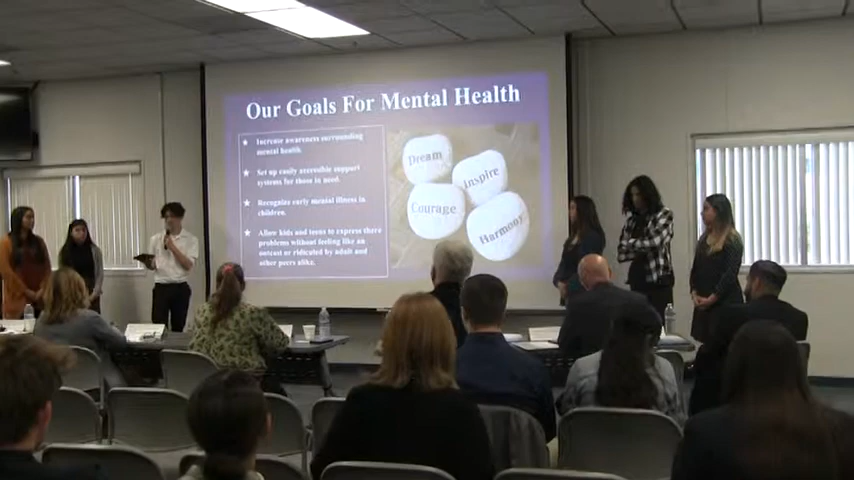 Our Goals For Mental Health
Increase awareness surrounding
mental health.
Set up easily accessible support
systems for those in need.
Recognize early mental illness in
children.
Allow kids and teens to express there
problems without feeling like an
outcast or ridicated by adult and
other peers alike.
Dream
inspire
Courage
Harmony